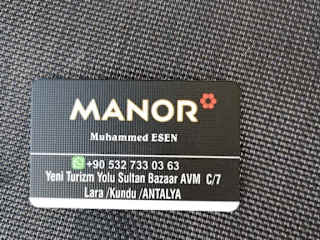 MANOR
Muhammed ESEN
+90 532 733 03 63
Yeni Turizm Yolu Sultan Bazaar AVM C/7
Lara /Kundu /ANTALYA